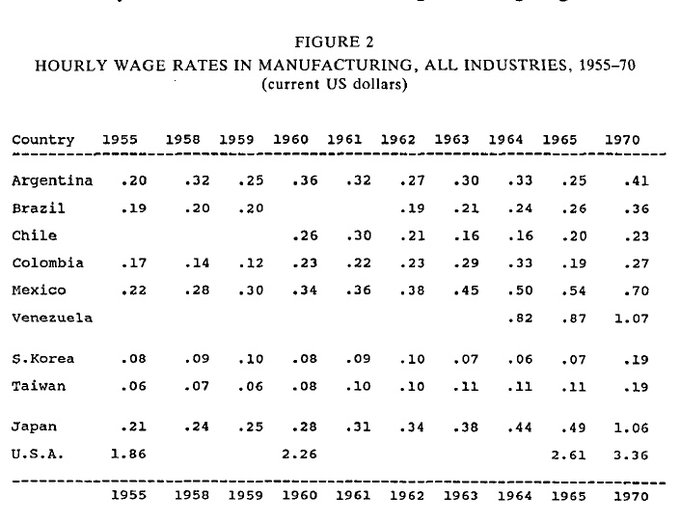 FIGURE 2
HOURLY WAGE RATES IN MANUFACTURING, ALL INDUSTRIES, 1955–70
(current US dollars)
Country 1955 1958 1959 1960 1961 1962 1963 1964 1965 1970
Argentina .20 .32 .25 .36 .32 .27 .30 .33 .25 .41
Brazil .19 .20 .20 .19 .21 .24 .26 .36
Chile .26 .30 .21 .16 .16 .20 .23
Colombia .17 .14 .12 .23 .22 .23 .29 .33 .19 .27
Mexico .22 .28 .30 .34 .36 .38 .45 .50 .54 .70
Venezuela .82 .87 1.07
S.Korea .08 .09 .10 .08 .09 .10 .07 .06 .07 .19
Taiwan .06 .07 .06 .08 .10 .10 .11 .11 .11 .19
Japan .21 .24 .25 .28 .31 .34 .38 .44 .49 1.06
U.S.A. 1.86 2.26 2.61 3.36
1955 1958 1959 1960 1961 1962 1963 1964 1965 1970